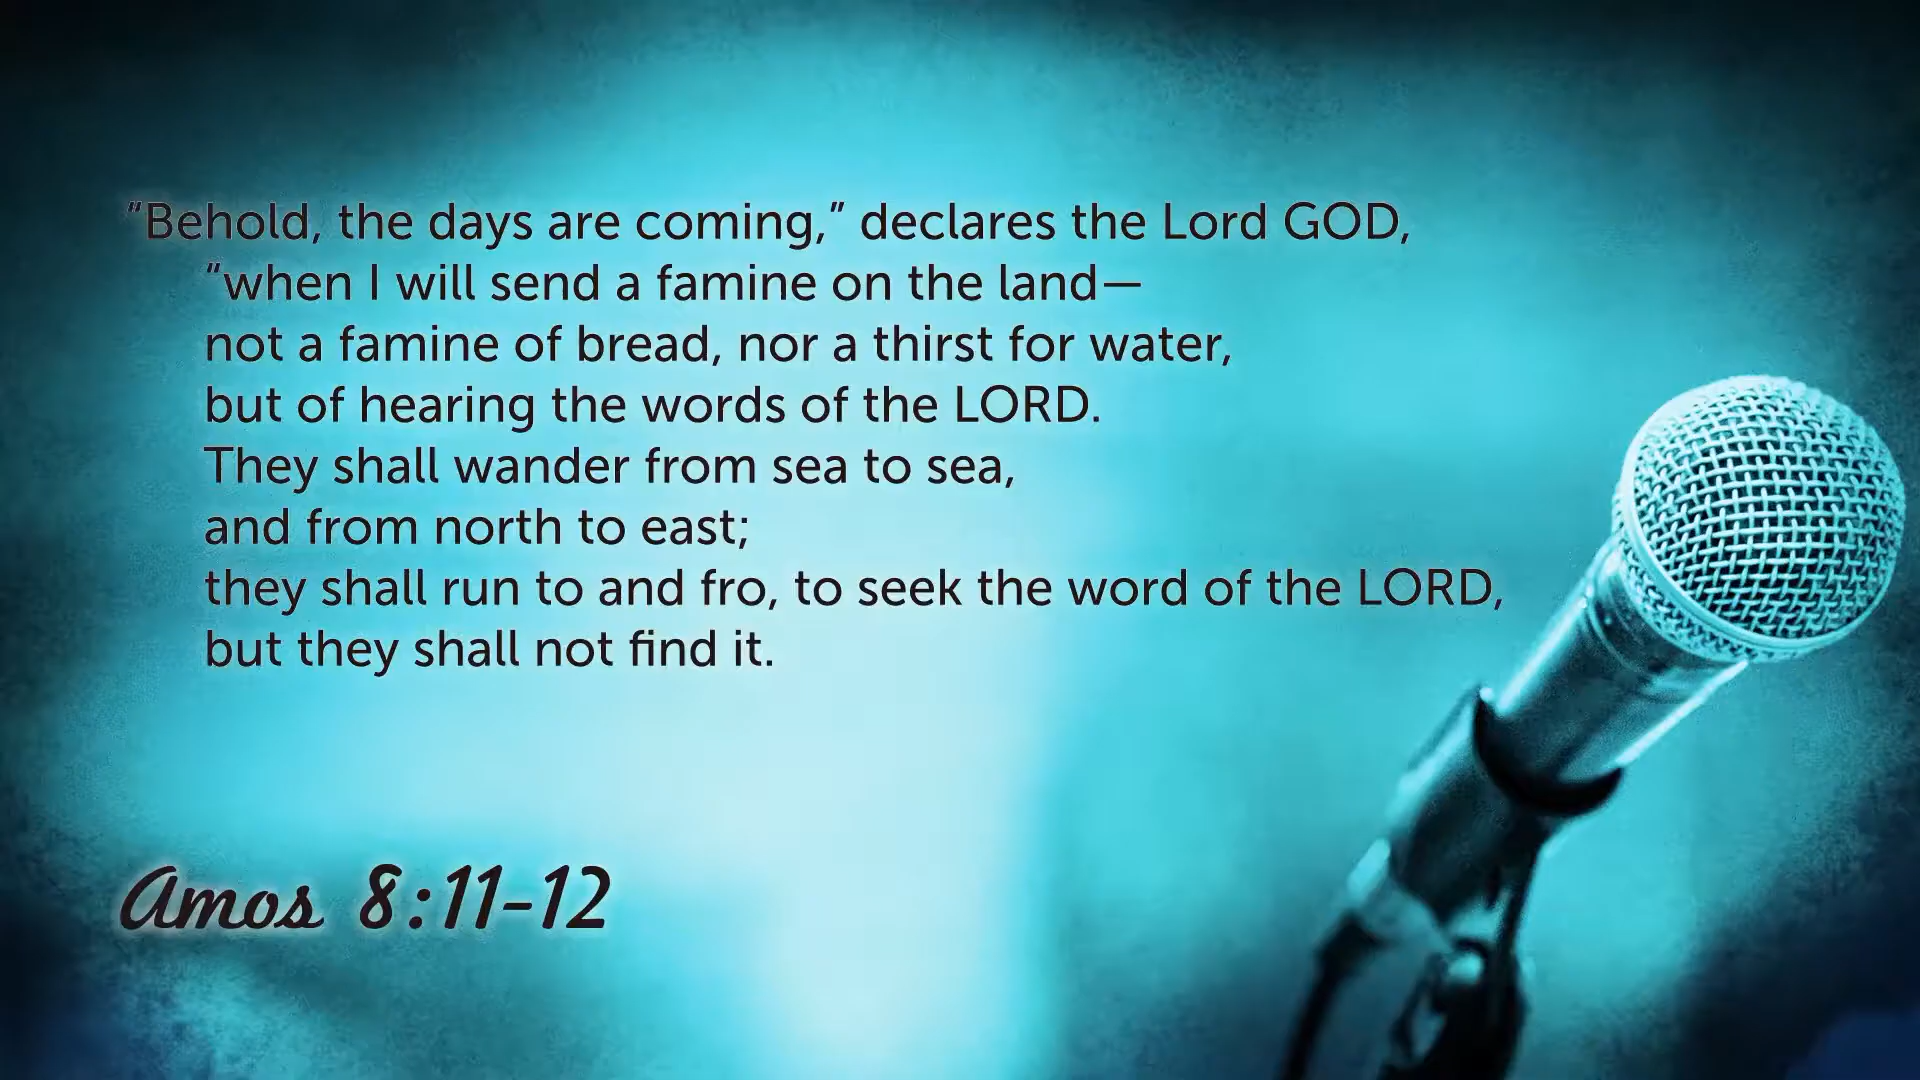 “Behold, the days are coming,” declares the Lord GOD,
“when I will send a famine on the land—
not a famine of bread, nor a thirst for water,
but of hearing the words of the LORD.
They shall wander from sea to sea,
and from north to east;
they shall run to and fro, to seek the word of the LORD,
but they shall not find it.
Amos 8:11-12